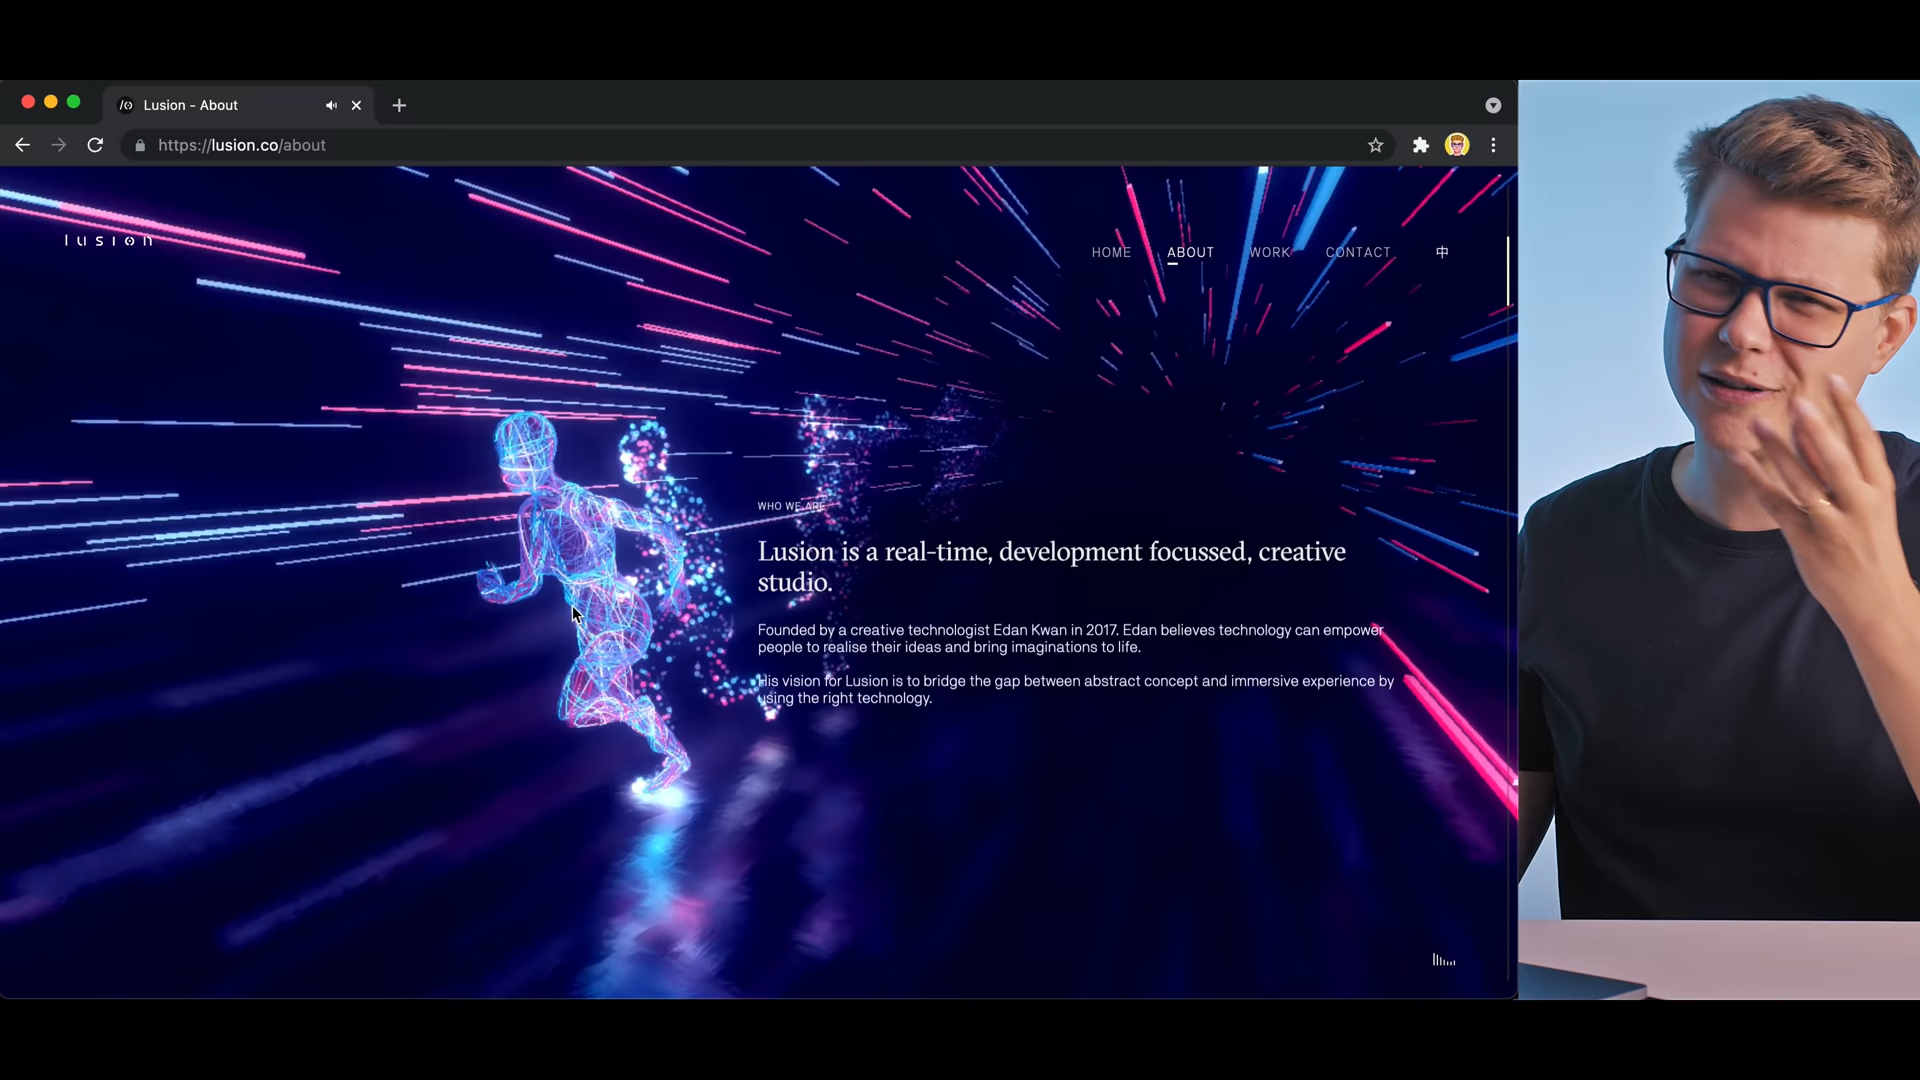 Lusion - About
https://lusion.co/about
lusion
HOME
ABOUT
WORK
CONTACT
中
WHO WE ARE
Lusion is a real-time, development focussed, creative
studio.
Founded by a creative technologist Edan Kwan in 2017. Edan believes technology can empower
people to realise their ideas and bring imaginations to life.
His vision for Lusion is to bridge the gap between abstract concept and immersive experience by
using the right technology.